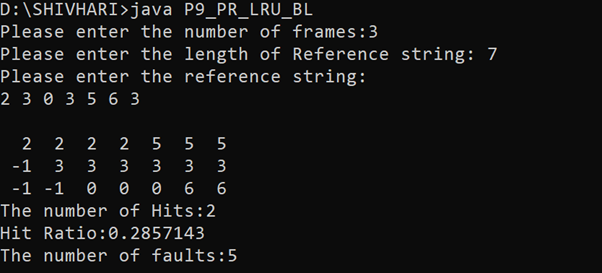 D:\SHIVHARI>java P9_PR_LRU_BL
Please enter the number of frames:3
Please enter the length of Reference string: 7
Please enter the reference string:
2 3 0 3 5 6 3
2 2 2 2 5 5 5
-1 3 3 3 3 3 3
-1 -1 0 0 0 6 6
The number of Hits:2
Hit Ratio:0.2857143
The number of faults:5